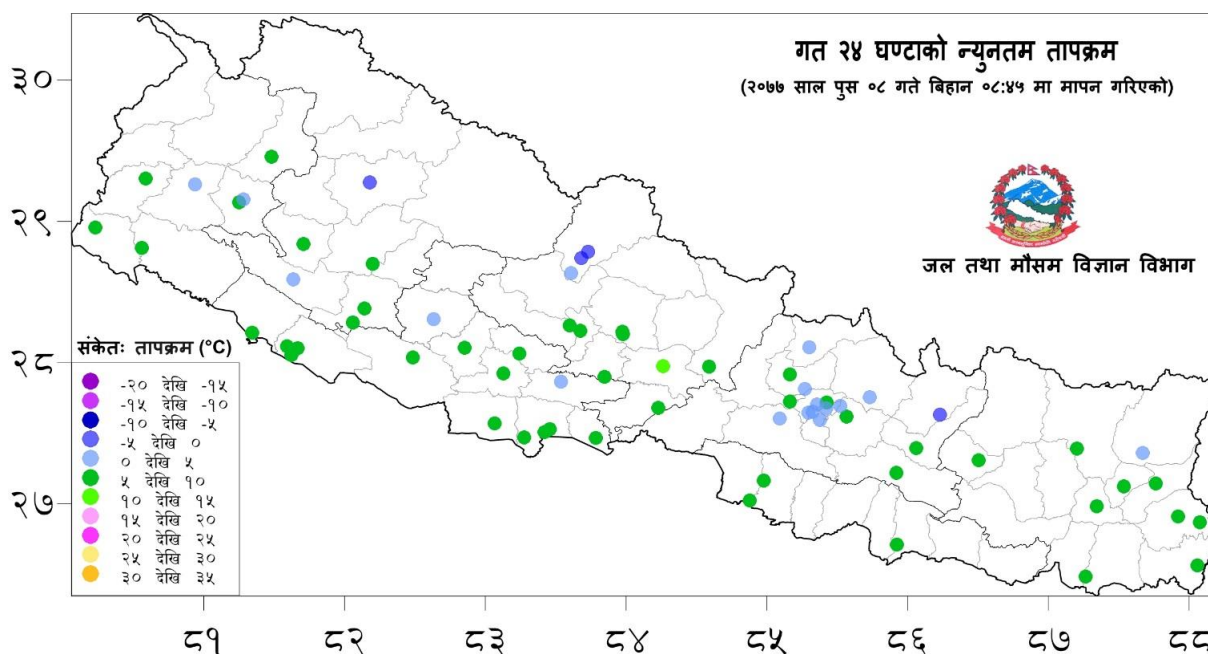 गत २४ घण्टाको न्युनतम तापक्रम
(२०७७ साल पुस ०८ गते बिहान ०८:४५ मा मापन गरिएको)
३०
२९
जल तथा मौसम विज्ञान विभाग
२८
संकेतः तापक्रम (°C)
-२० देखि -१५
-१५ देखि -१०
-१० देखि -५
-५ देखि ०
० देखि ५
५ देखि १०
१० देखि १५
१५ देखि २०
२० देखि २५
२५ देखि ३०
३० देखि ३५
२७
८१ ८२ ८३ ८४ ८५ ८६ ८७ ८८